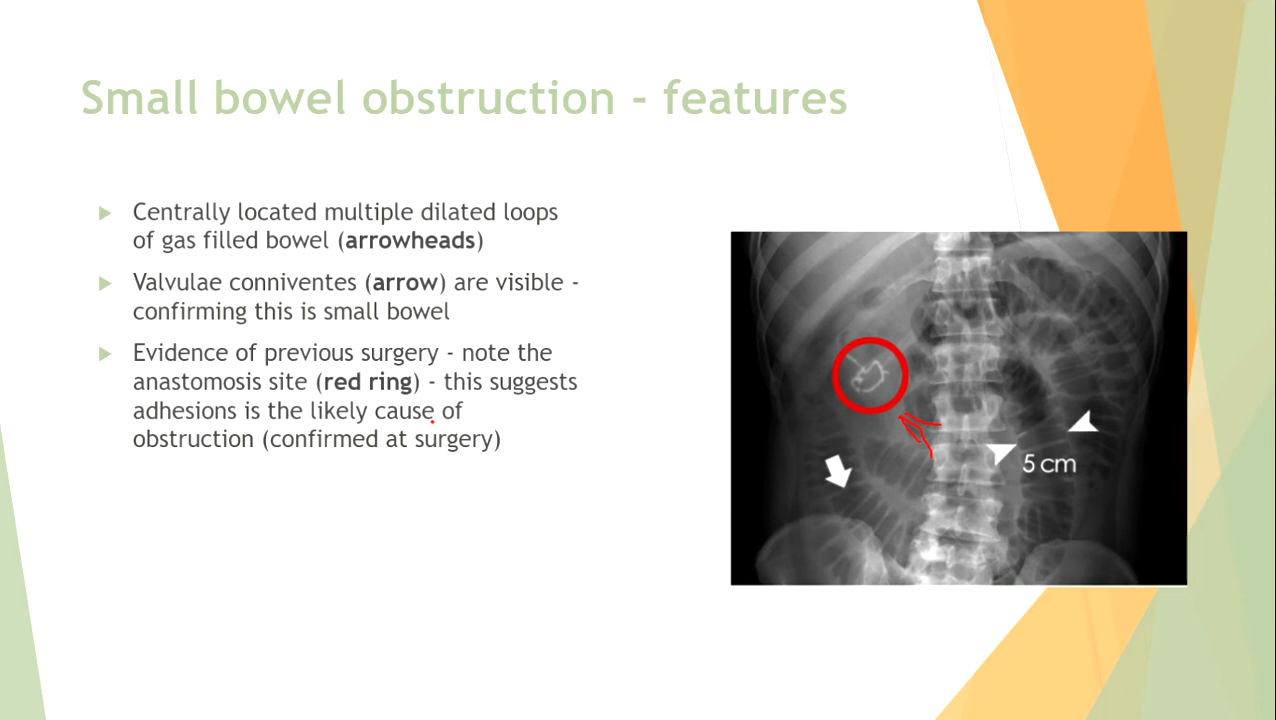 Small bowel obstruction - features
Centrally located multiple dilated loops
of gas filled bowel (arrowheads)
Valvulae conniventes (arrow) are visible -
confirming this is small bowel
Evidence of previous surgery - note the
anastomosis site (red ring) - this suggests
adhesions is the likely cause of
obstruction (confirmed at surgery)
5 cm